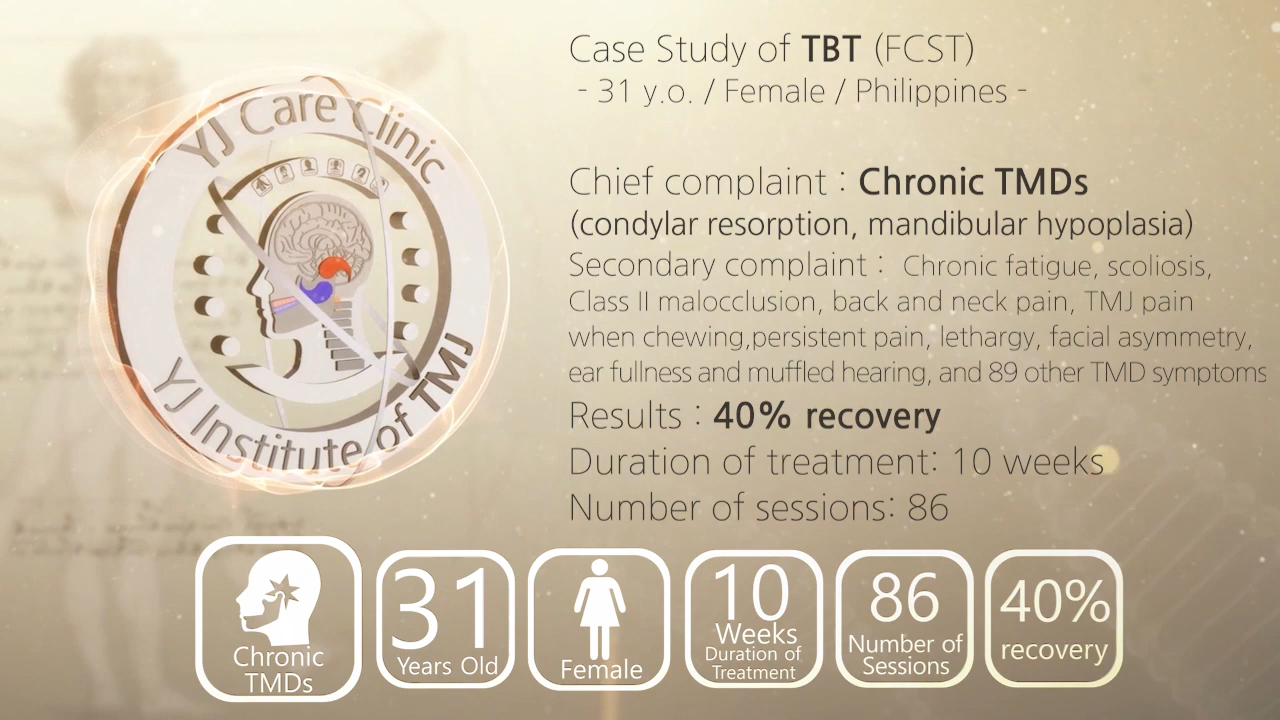 YJ Care Clinic
YJ Institute of TMJ
Case Study of TBT (FCST)
- 31 y.o. / Female / Philippines -
Chief complaint : Chronic TMDs
(condylar resorption, mandibular hypoplasia)
Secondary complaint : Chronic fatigue, scoliosis,
Class II malocclusion, back and neck pain, TMJ pain
when chewing,persistent pain, lethargy, facial asymmetry,
ear fullness and muffled hearing, and 89 other TMD symptoms
Results : 40% recovery
Duration of treatment: 10 weeks
Number of sessions: 86
Chronic
TMDs
31
Years Old
Female
10
Weeks
Duration of
Treatment
86
Number of
Sessions
40%
recovery